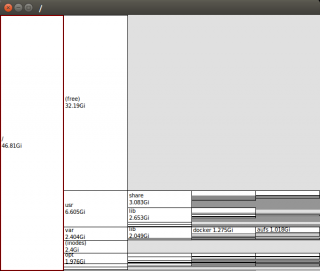 /
/
46.81Gi
(free)
32.19Gi
usr
6.605Gi
share
3.083Gi
lib
2.653Gi
var
2.404Gi
lib
2.049Gi
docker 1.275Gi
aufs 1.018Gi
(inodes)
2.4Gi
opt
1.976Gi